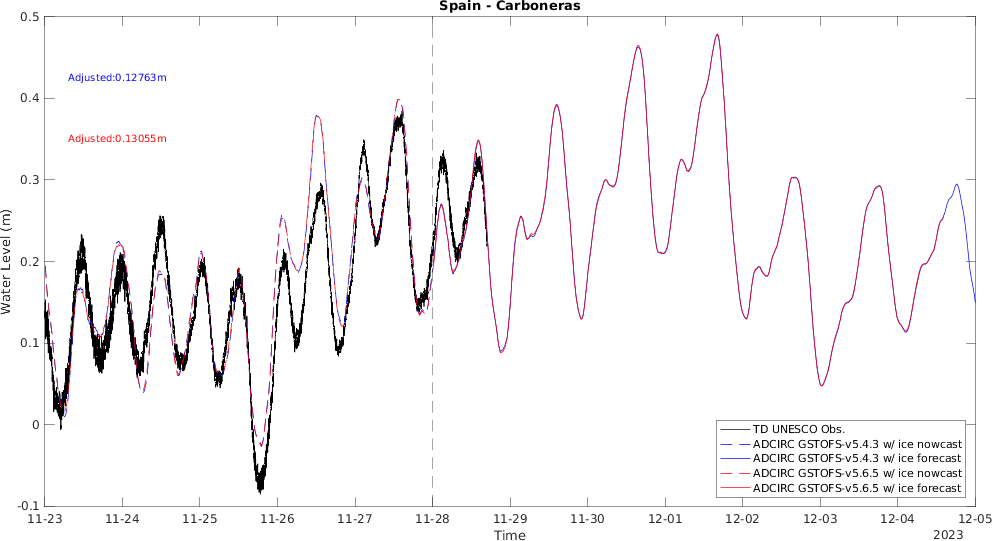 Spain - Carboneras
Adjusted:0.12763m
Adjusted:0.13055m
Water Level (m)
0.5
0.4
0.3
0.2
0.1
0
-0.1
TD UNESCO Obs.
ADCIRC GSTOFS-v5.4.3 w/ ice nowcast
ADCIRC GSTOFS-v5.4.3 w/ ice forecast
ADCIRC GSTOFS-v5.6.5 w/ ice nowcast
ADCIRC GSTOFS-v5.6.5 w/ ice forecast
11-23 11-24 11-25 11-26 11-27 11-28 11-29 11-30 12-01 12-02 12-03 12-04 12-05
Time
2023